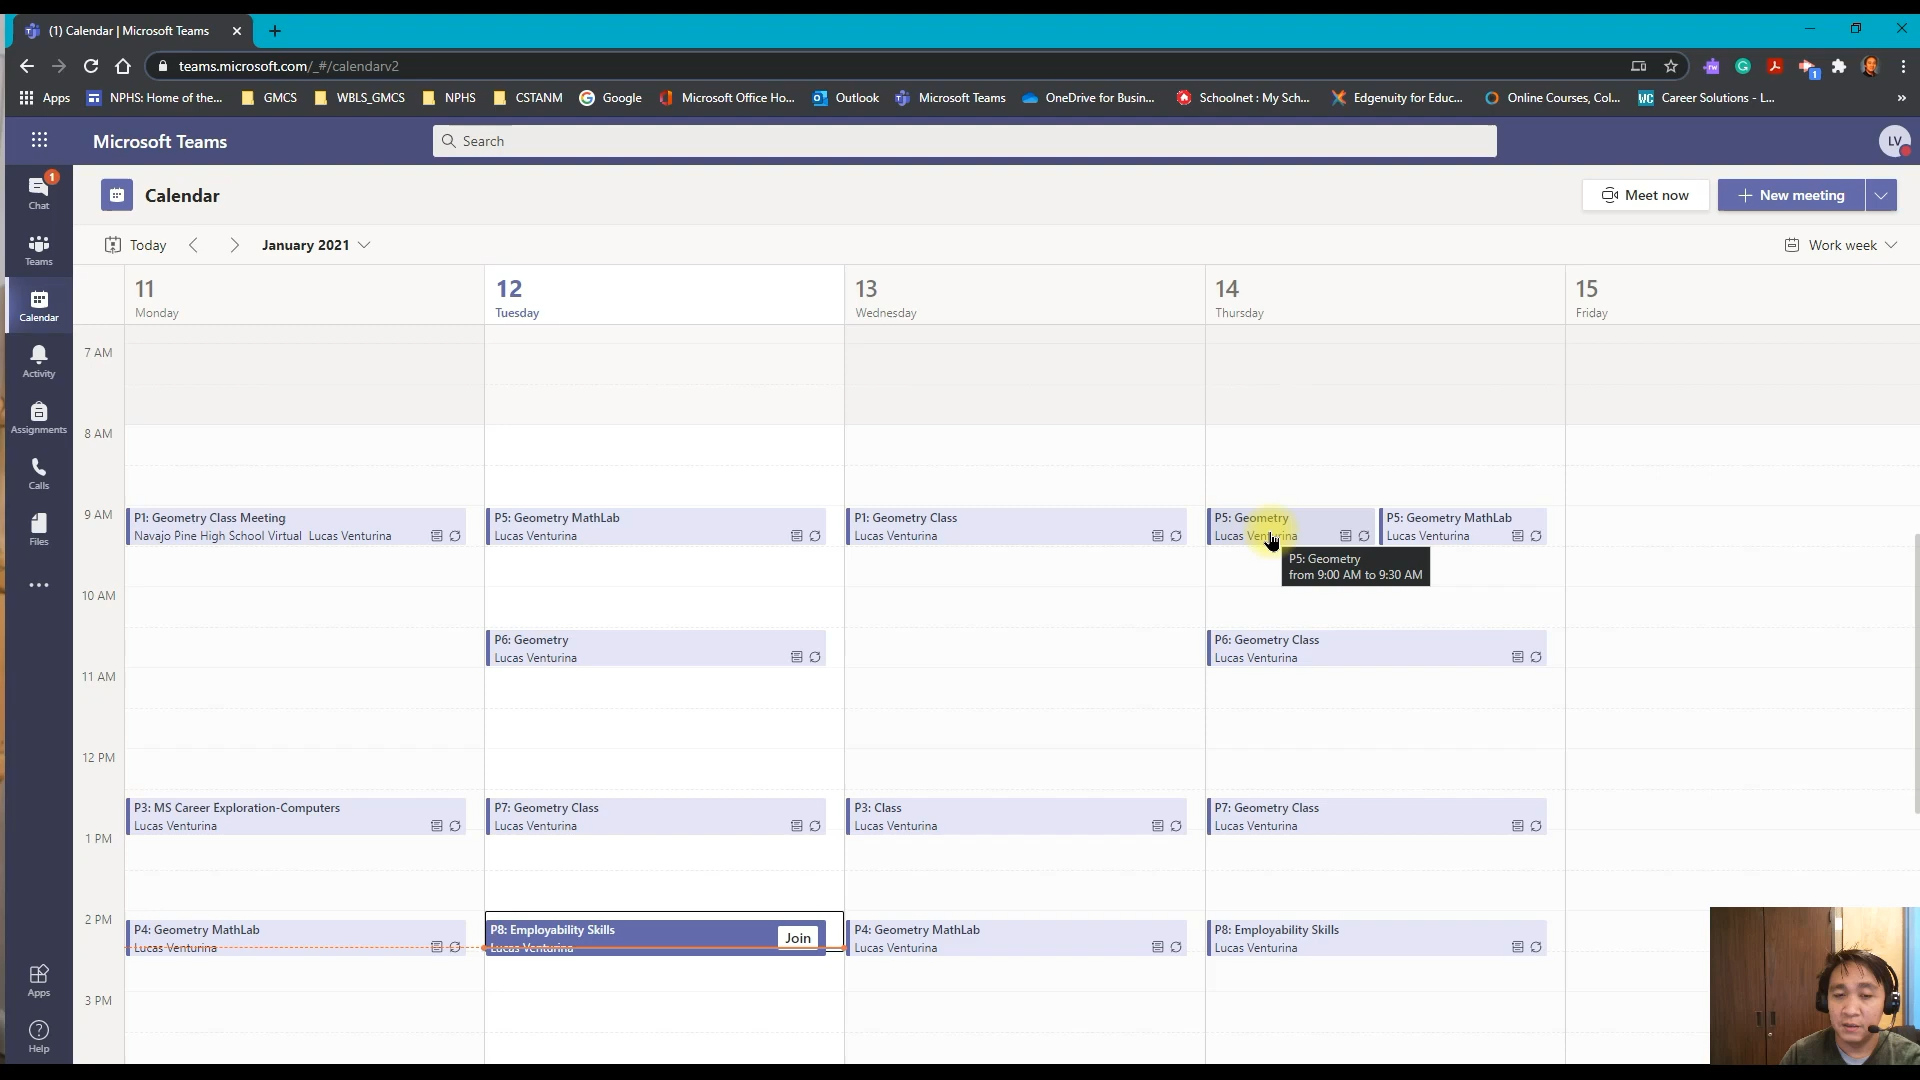 (1) Calendar | Microsoft Teams
teams.microsoft.com/_#/calendarv2
1
Apps
NPHS: Home of the...
GMCS
WBLS_GMCS
NPHS
CSTANM
Google
Microsoft Office Ho...
Outlook
Microsoft Teams
OneDrive for Busin...
Schoolnet : My Sch...
Edgenuity for Educ...
Online Courses, Col...
WC
Career Solutions - L...
»
Microsoft Teams
Search
LV
1
Chat
Teams
Calendar
Activity
Assignments
Calls
Files
Apps
Help
Calendar
Meet now
New meeting
Today
January 2021
Work week
11
Monday
12
Tuesday
13
Wednesday
14
Thursday
15
Friday
7 AM
8 AM
9 AM
P1: Geometry Class Meeting
Navajo Pine High School Virtual Lucas Venturina
P5: Geometry MathLab
Lucas Venturina
P1: Geometry Class
Lucas Venturina
P5: Geometry
Lucas Venturina
P5: Geometry MathLab
Lucas Venturina
P5: Geometry
from 9:00 AM to 9:30 AM
10 AM
P6: Geometry
Lucas Venturina
P6: Geometry Class
Lucas Venturina
11 AM
12 PM
P3: MS Career Exploration-Computers
Lucas Venturina
P7: Geometry Class
Lucas Venturina
P3: Class
Lucas Venturina
P7: Geometry Class
Lucas Venturina
1 PM
2 PM
P4: Geometry MathLab
Lucas Venturina
P8: Employability Skills
Lucas Venturina
Join
P4: Geometry MathLab
Lucas Venturina
P8: Employability Skills
Lucas Venturina
3 PM